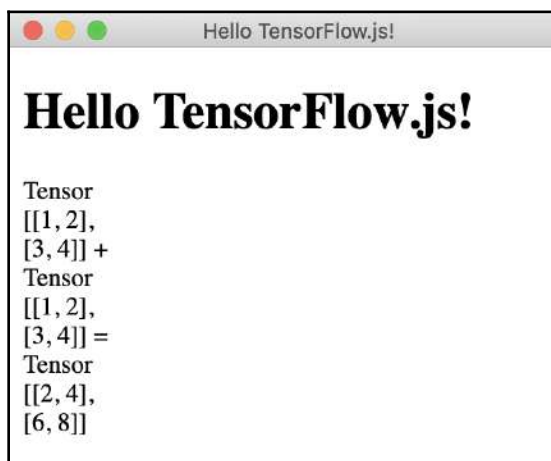 Hello TensorFlow.js!
Hello TensorFlow.js!
Tensor
[[1, 2],
[3, 4]] +
Tensor
[[1, 2],
[3, 4]] =
Tensor
[[2, 4],
[6, 8]]